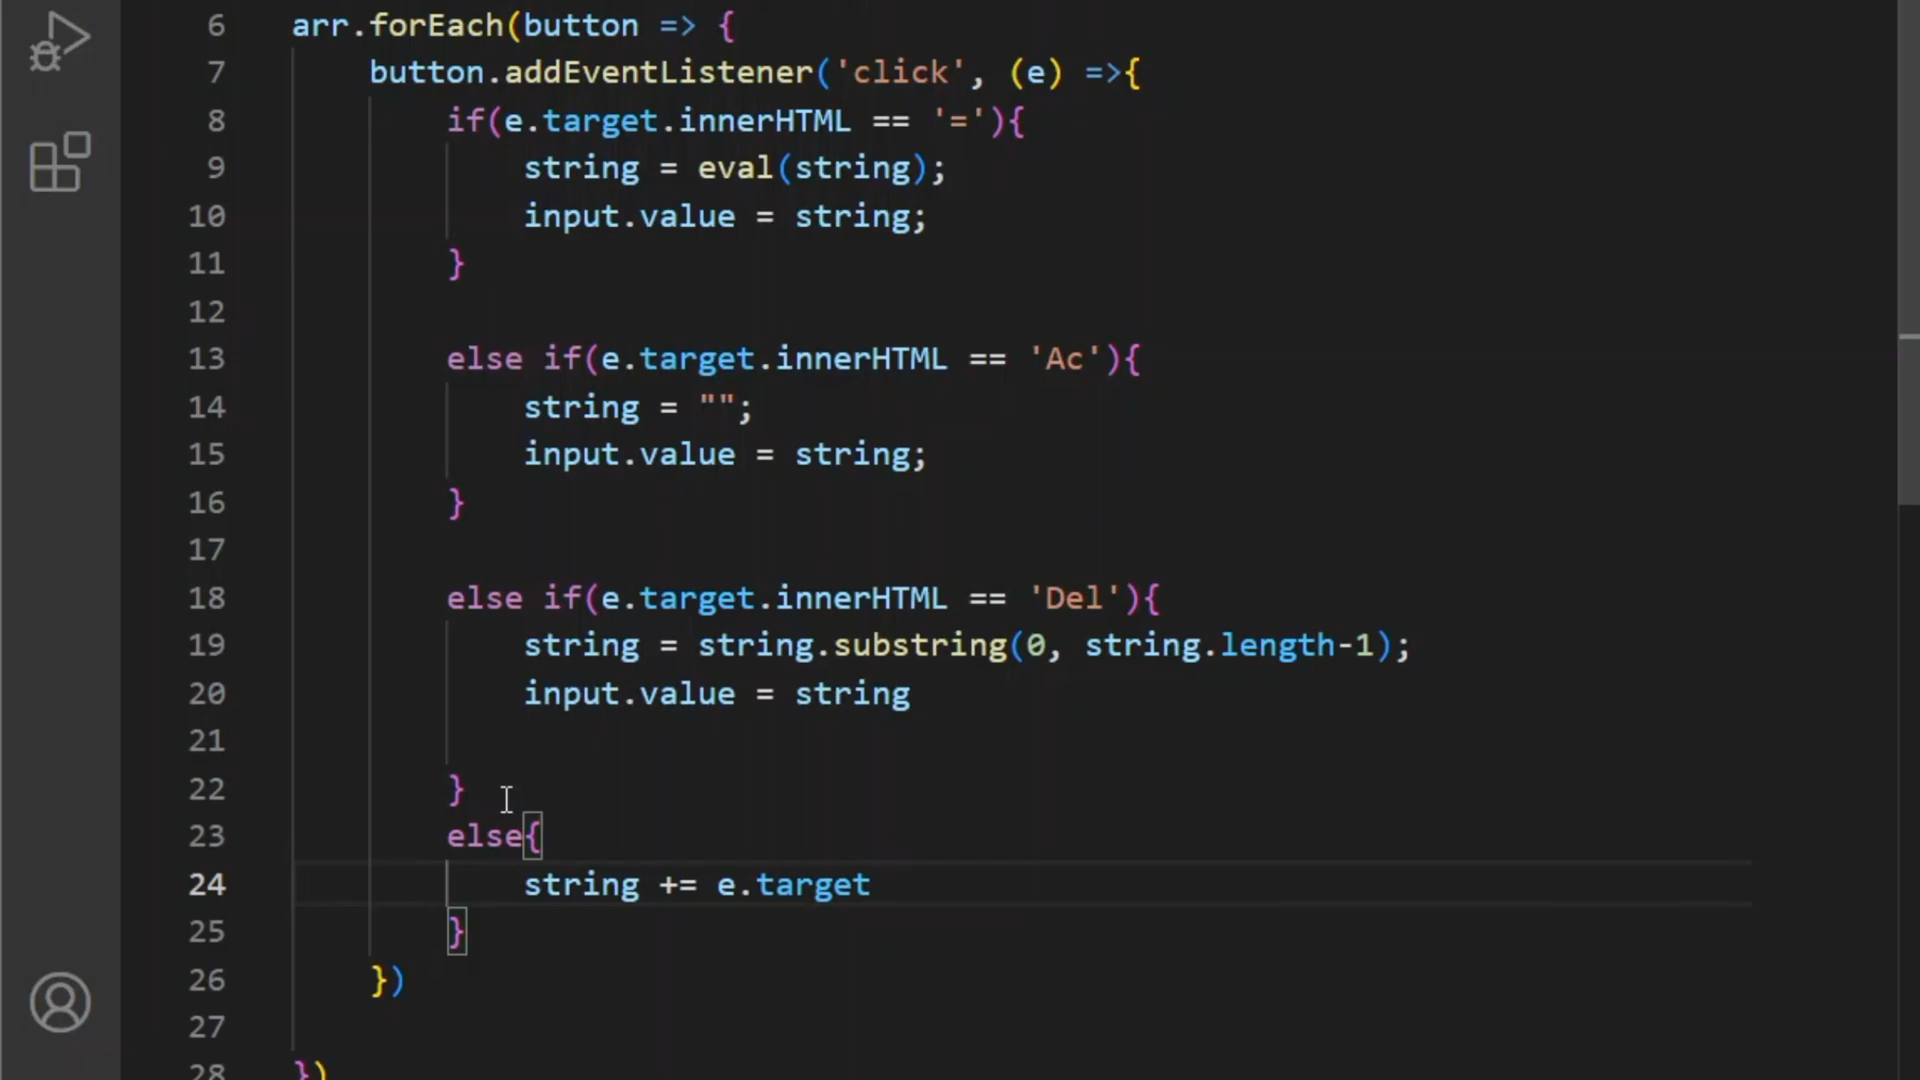 6 arr.forEach(button => {
7 button.addEventListener('click', (e) =>{
8 if(e.target.innerHTML == '='){
9 string = eval(string);
10 input.value = string;
11 }
12
13 else if(e.target.innerHTML == 'Ac'){
14 string = "";
15 input.value = string;
16 }
17
18 else if(e.target.innerHTML == 'Del'){
19 string = string.substring(0, string.length-1);
20 input.value = string
21
22 }
23 else{
24 string += e.target
25 }
26 })
27
28 })